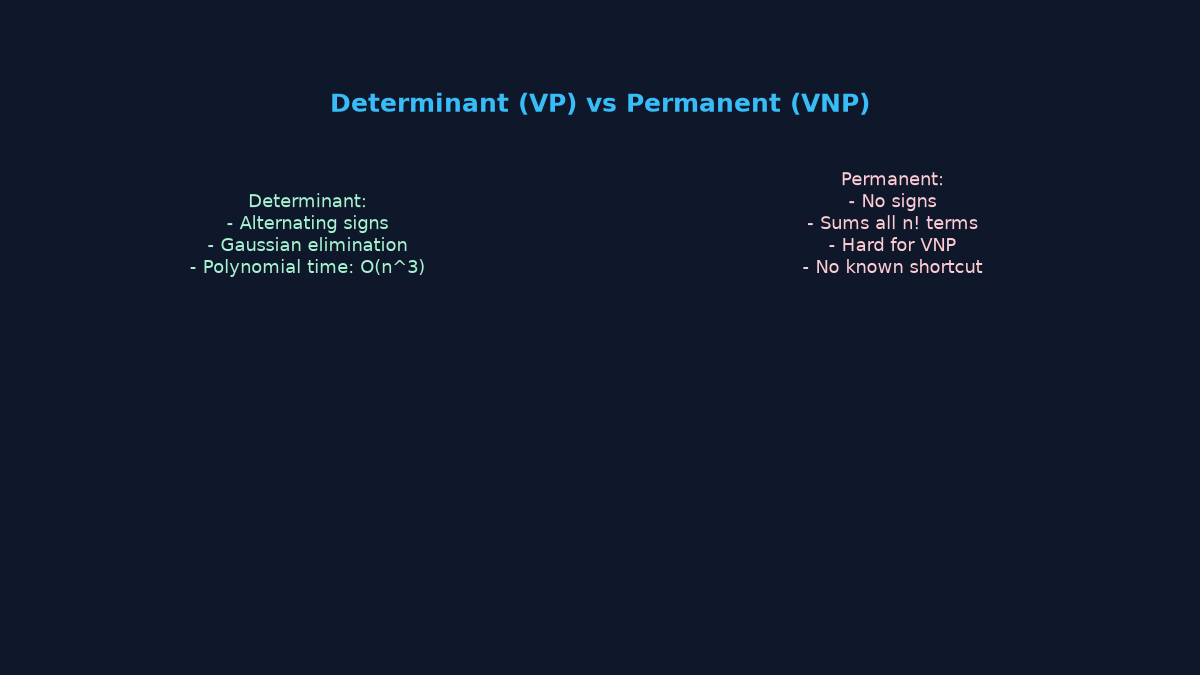 Determinant (VP) vs Permanent (VNP)
Determinant:
- Alternating signs
- Gaussian elimination
- Polynomial time: O(n^3)
Permanent:
- No signs
- Sums all n! terms
- Hard for VNP
- No known shortcut